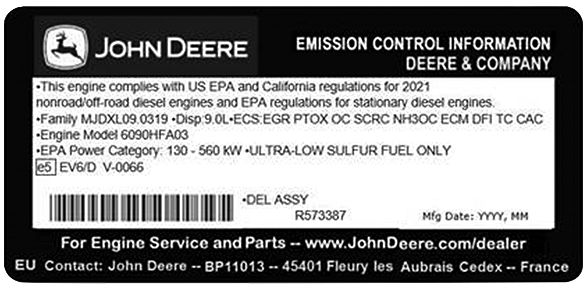 JOHN DEERE
EMISSION CONTROL INFORMATION
DEERE & COMPANY
•This engine complies with US EPA and California regulations for 2021
nonroad/off-road diesel engines and EPA regulations for stationary diesel engines.
•Family MJDXL09.0319 •Disp:9.0L•ECS:EGR PTOX OC SCRC NH3OC ECM DFI TC CAC
•Engine Model 6090HFA03
•EPA Power Category: 130 - 560 kW •ULTRA-LOW SULFUR FUEL ONLY
e5 EV6/D V-0066
•DEL ASSY
R573387
Mfg Date: YYYY, MM
For Engine Service and Parts -- www.JohnDeere.com/dealer
EU Contact: John Deere -- BP11013 -- 45401 Fleury les Aubrais Cedex -- France